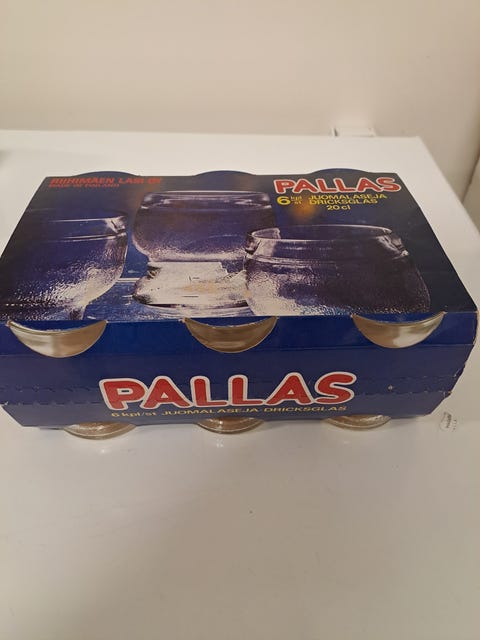 RIIHIMÄEN LASI OY
MADE IN FINLAND
PALLAS
6 kpl st JUOMALASEJA
DRICKSGLAS
20 cl
PALLAS
6 kpl/st JUOMALASEJA-DRICKSGLAS